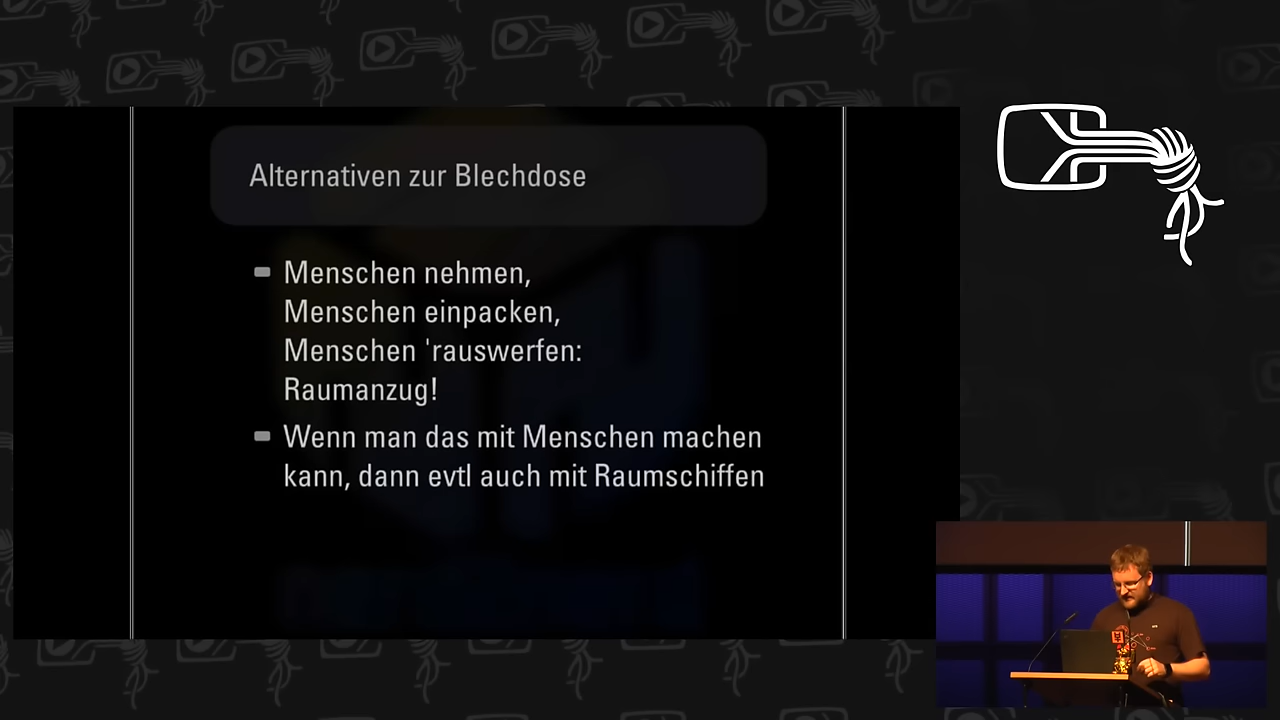 Alternativen zur Blechdose
Menschen nehmen,
Menschen einpacken,
Menschen 'rauswerfen:
Raumanzug!
Wenn man das mit Menschen machen
kann, dann evtl auch mit Raumschiffen